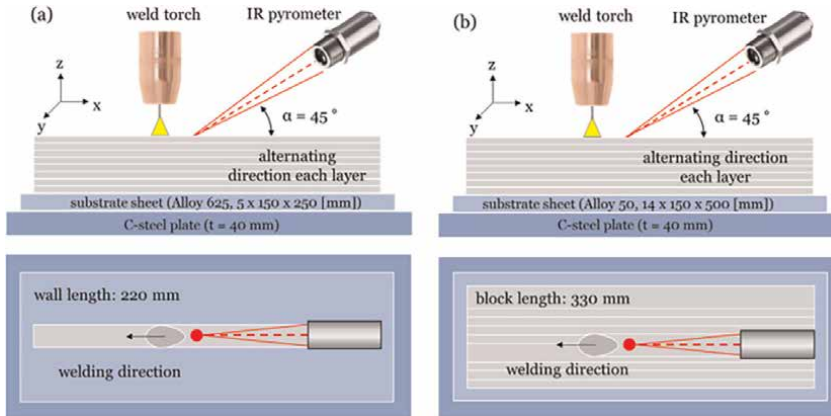 (a)
weld torch
IR pyrometer
z
x
y
α = 45 °
alternating
direction each layer
substrate sheet (Alloy 625, 5 x 150 x 250 [mm])
C-steel plate (t = 40 mm)
wall length: 220 mm
welding direction
(b)
weld torch
IR pyrometer
z
x
y
α = 45 °
alternating direction
each layer
substrate sheet (Alloy 50, 14 x 150 x 500 [mm])
C-steel plate (t = 40 mm)
block length: 330 mm
welding direction